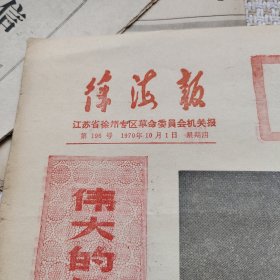 徐海报
江苏省徐州专区革命委员会机关报
第196号 1970年10月1日 星期四
伟大的
信